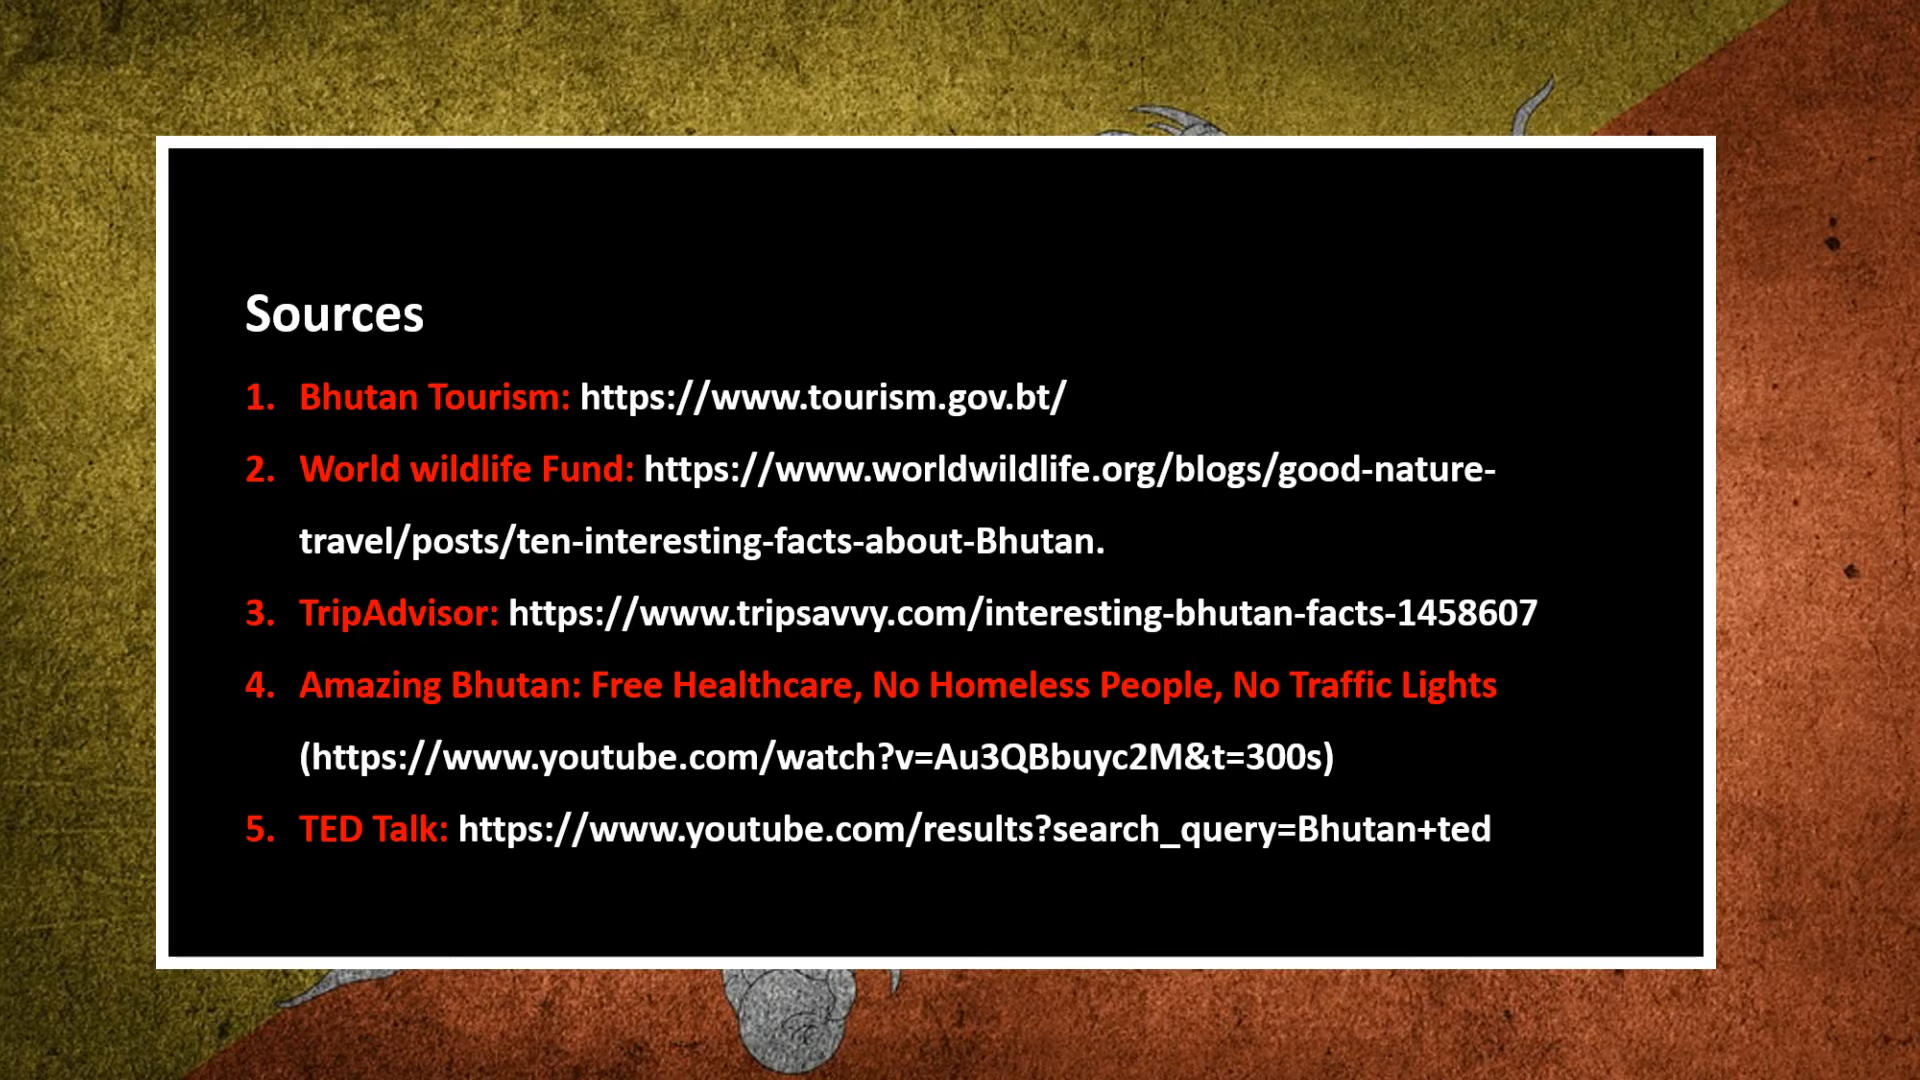 Sources
1. Bhutan Tourism: https://www.tourism.gov.bt/
2. World wildlife Fund: https://www.worldwildlife.org/blogs/good-nature-
travel/posts/ten-interesting-facts-about-Bhutan.
3. TripAdvisor: https://www.tripsavvy.com/interesting-bhutan-facts-1458607
4. Amazing Bhutan: Free Healthcare, No Homeless People, No Traffic Lights
(https://www.youtube.com/watch?v=Au3QBbuyc2M&t=300s)
5. TED Talk: https://www.youtube.com/results?search_query=Bhutan+ted